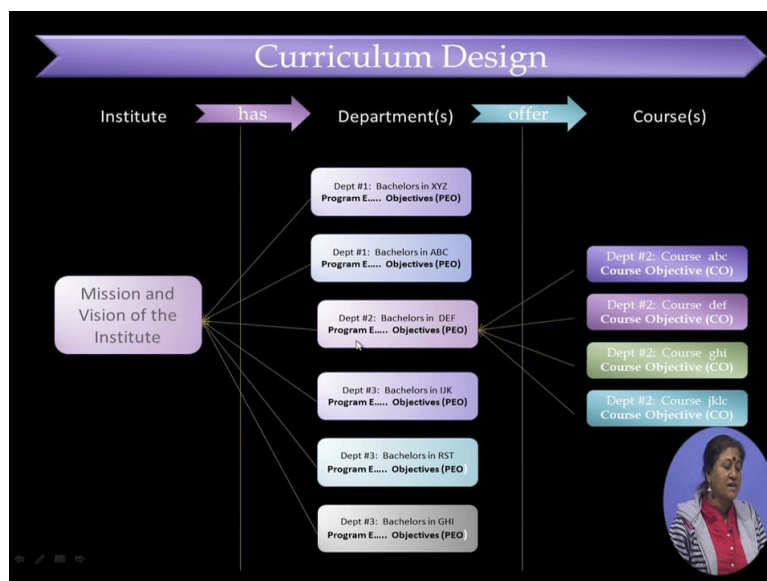 Curriculum Design
Institute
has
Department(s)
offer
Course(s)
Mission and
Vision of the
Institute
Dept #1: Bachelors in XYZ
Program E..... Objectives (PEO)
Dept #1: Bachelors in ABC
Program E..... Objectives (PEO)
Dept #2: Bachelors in DEF
Program E..... Objectives (PEO)
Dept #3: Bachelors in IJK
Program E..... Objectives (PEO)
Dept #3: Bachelors in RST
Program E..... Objectives (PEO)
Dept #3: Bachelors in GHI
Program E..... Objectives (PEO)
Dept #2: Course abc
Course Objective (CO)
Dept #2: Course def
Course Objective (CO)
Dept #2: Course ghi
Course Objective (CO)
Dept #2: Course jklc
Course Objective (CO)